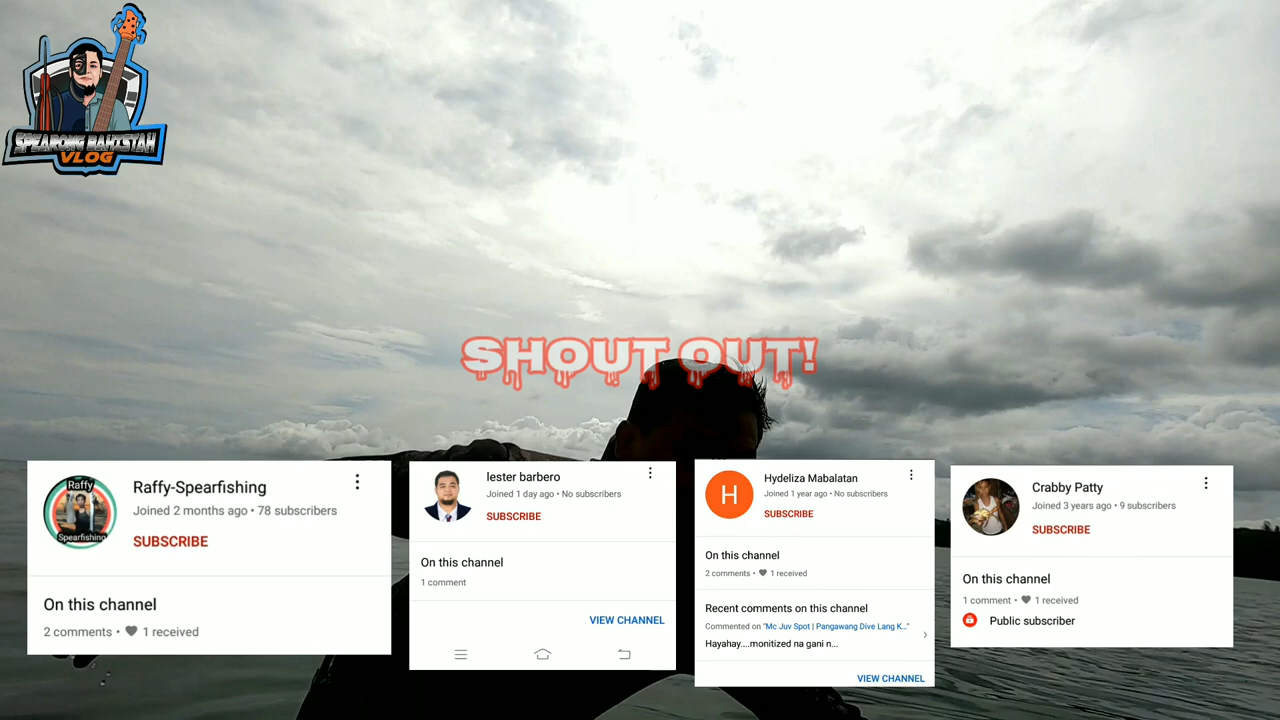 SPEARONG BAHISTAH
VLOG
SHOUT OUT!
Raffy
Spearfishing
Raffy-Spearfishing
Joined 2 months ago • 78 subscribers
SUBSCRIBE
On this channel
2 comments • 1 received
lester barbero
Joined 1 day ago • No subscribers
SUBSCRIBE
On this channel
1 comment
VIEW CHANNEL
H
Hydeliza Mabalatan
Joined 1 year ago • No subscribers
SUBSCRIBE
On this channel
2 comments • 1 received
Recent comments on this channel
Commented on "Mc Juv Spot | Pangawang Dive Lang K..."
Hayahay....monitized na gani n...
VIEW CHANNEL
Crabby Patty
Joined 3 years ago • 9 subscribers
SUBSCRIBE
On this channel
1 comment • 1 received
Public subscriber